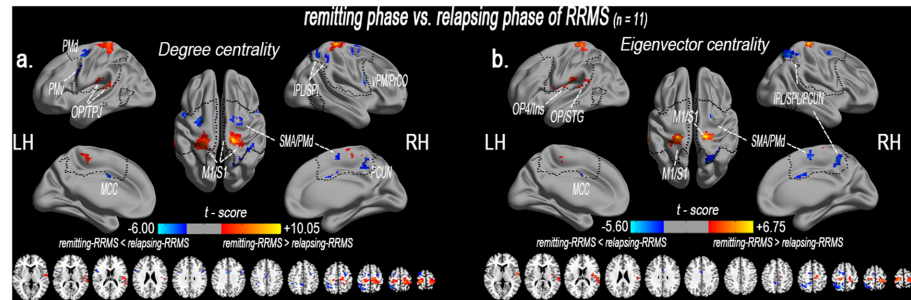 remitting phase vs. relapsing phase of RRMS (n = 11)
a.
Degree centrality
PMd
PMv
OP/TPJ
IPL/SPL
vPM/PrCO
LH
RH
M1/S1
SMA/PMd
MCC
PCUN
t - score
-6.00
+10.05
remitting-RRMS < relapsing-RRMS
remitting-RRMS > relapsing-RRMS
b.
Eigenvector centrality
OP4/Ins
OP/STG
IPL/SPL/PCUN
LH
RH
M1/S1
SMA/PMd
M1/S1
MCC
t - score
-5.60
+6.75
remitting-RRMS < relapsing-RRMS
remitting-RRMS > relapsing-RRMS